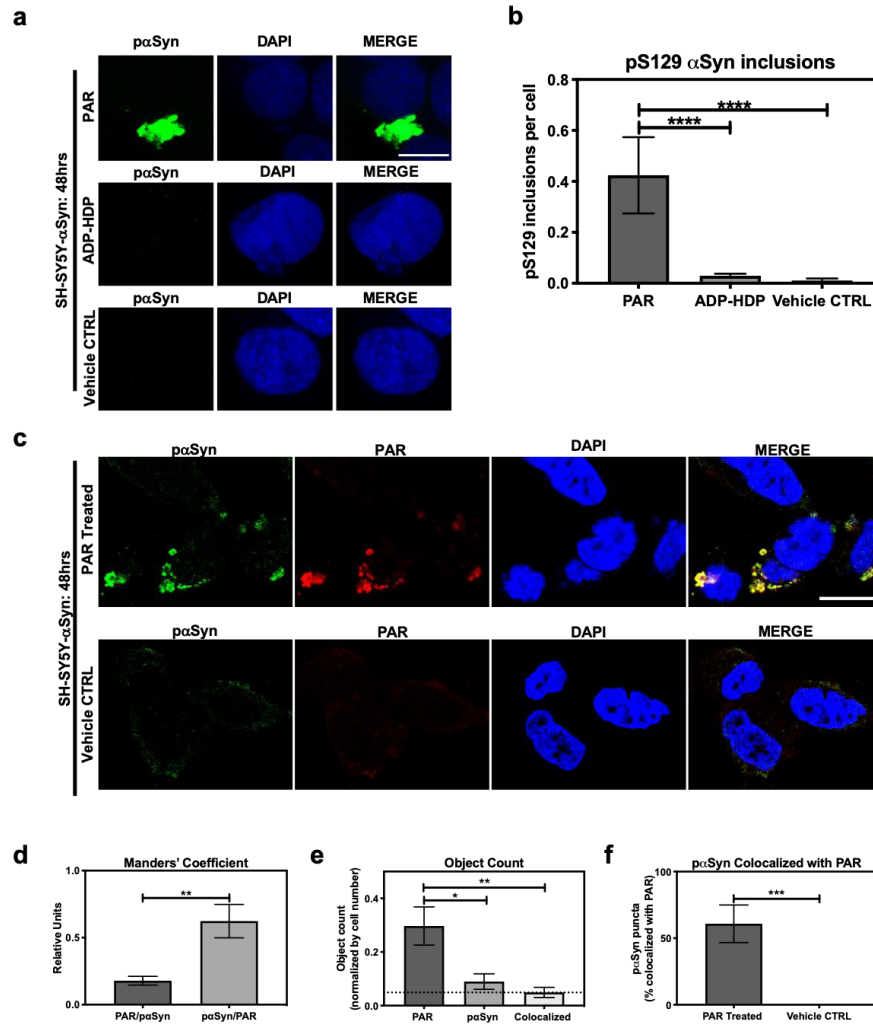 a
pαSyn DAPI MERGE
SH-SY5Y-αSyn: 48hrs
PAR
pαSyn DAPI MERGE
ADP-HDP
pαSyn DAPI MERGE
Vehicle CTRL
b
pS129 αSyn inclusions
pS129 inclusions per cell
0.8
0.6
0.4
0.2
0.0
****
****
PAR ADP-HDP Vehicle CTRL
c
pαSyn PAR DAPI MERGE
SH-SY5Y-αSyn: 48hrs
PAR Treated
pαSyn PAR DAPI MERGE
Vehicle CTRL
d
Manders' Coefficient
Relative Units
1.0
0.5
0.0
**
PAR/pαSyn pαSyn/PAR
e
Object Count
Object count
(normalized by cell number)
0.4
0.2
0.0
**
*
PAR pαSyn Colocalized
f
pαSyn Colocalized with PAR
pαSyn puncta
(% colocalized with PAR)
100
50
0
***
PAR Treated Vehicle CTRL